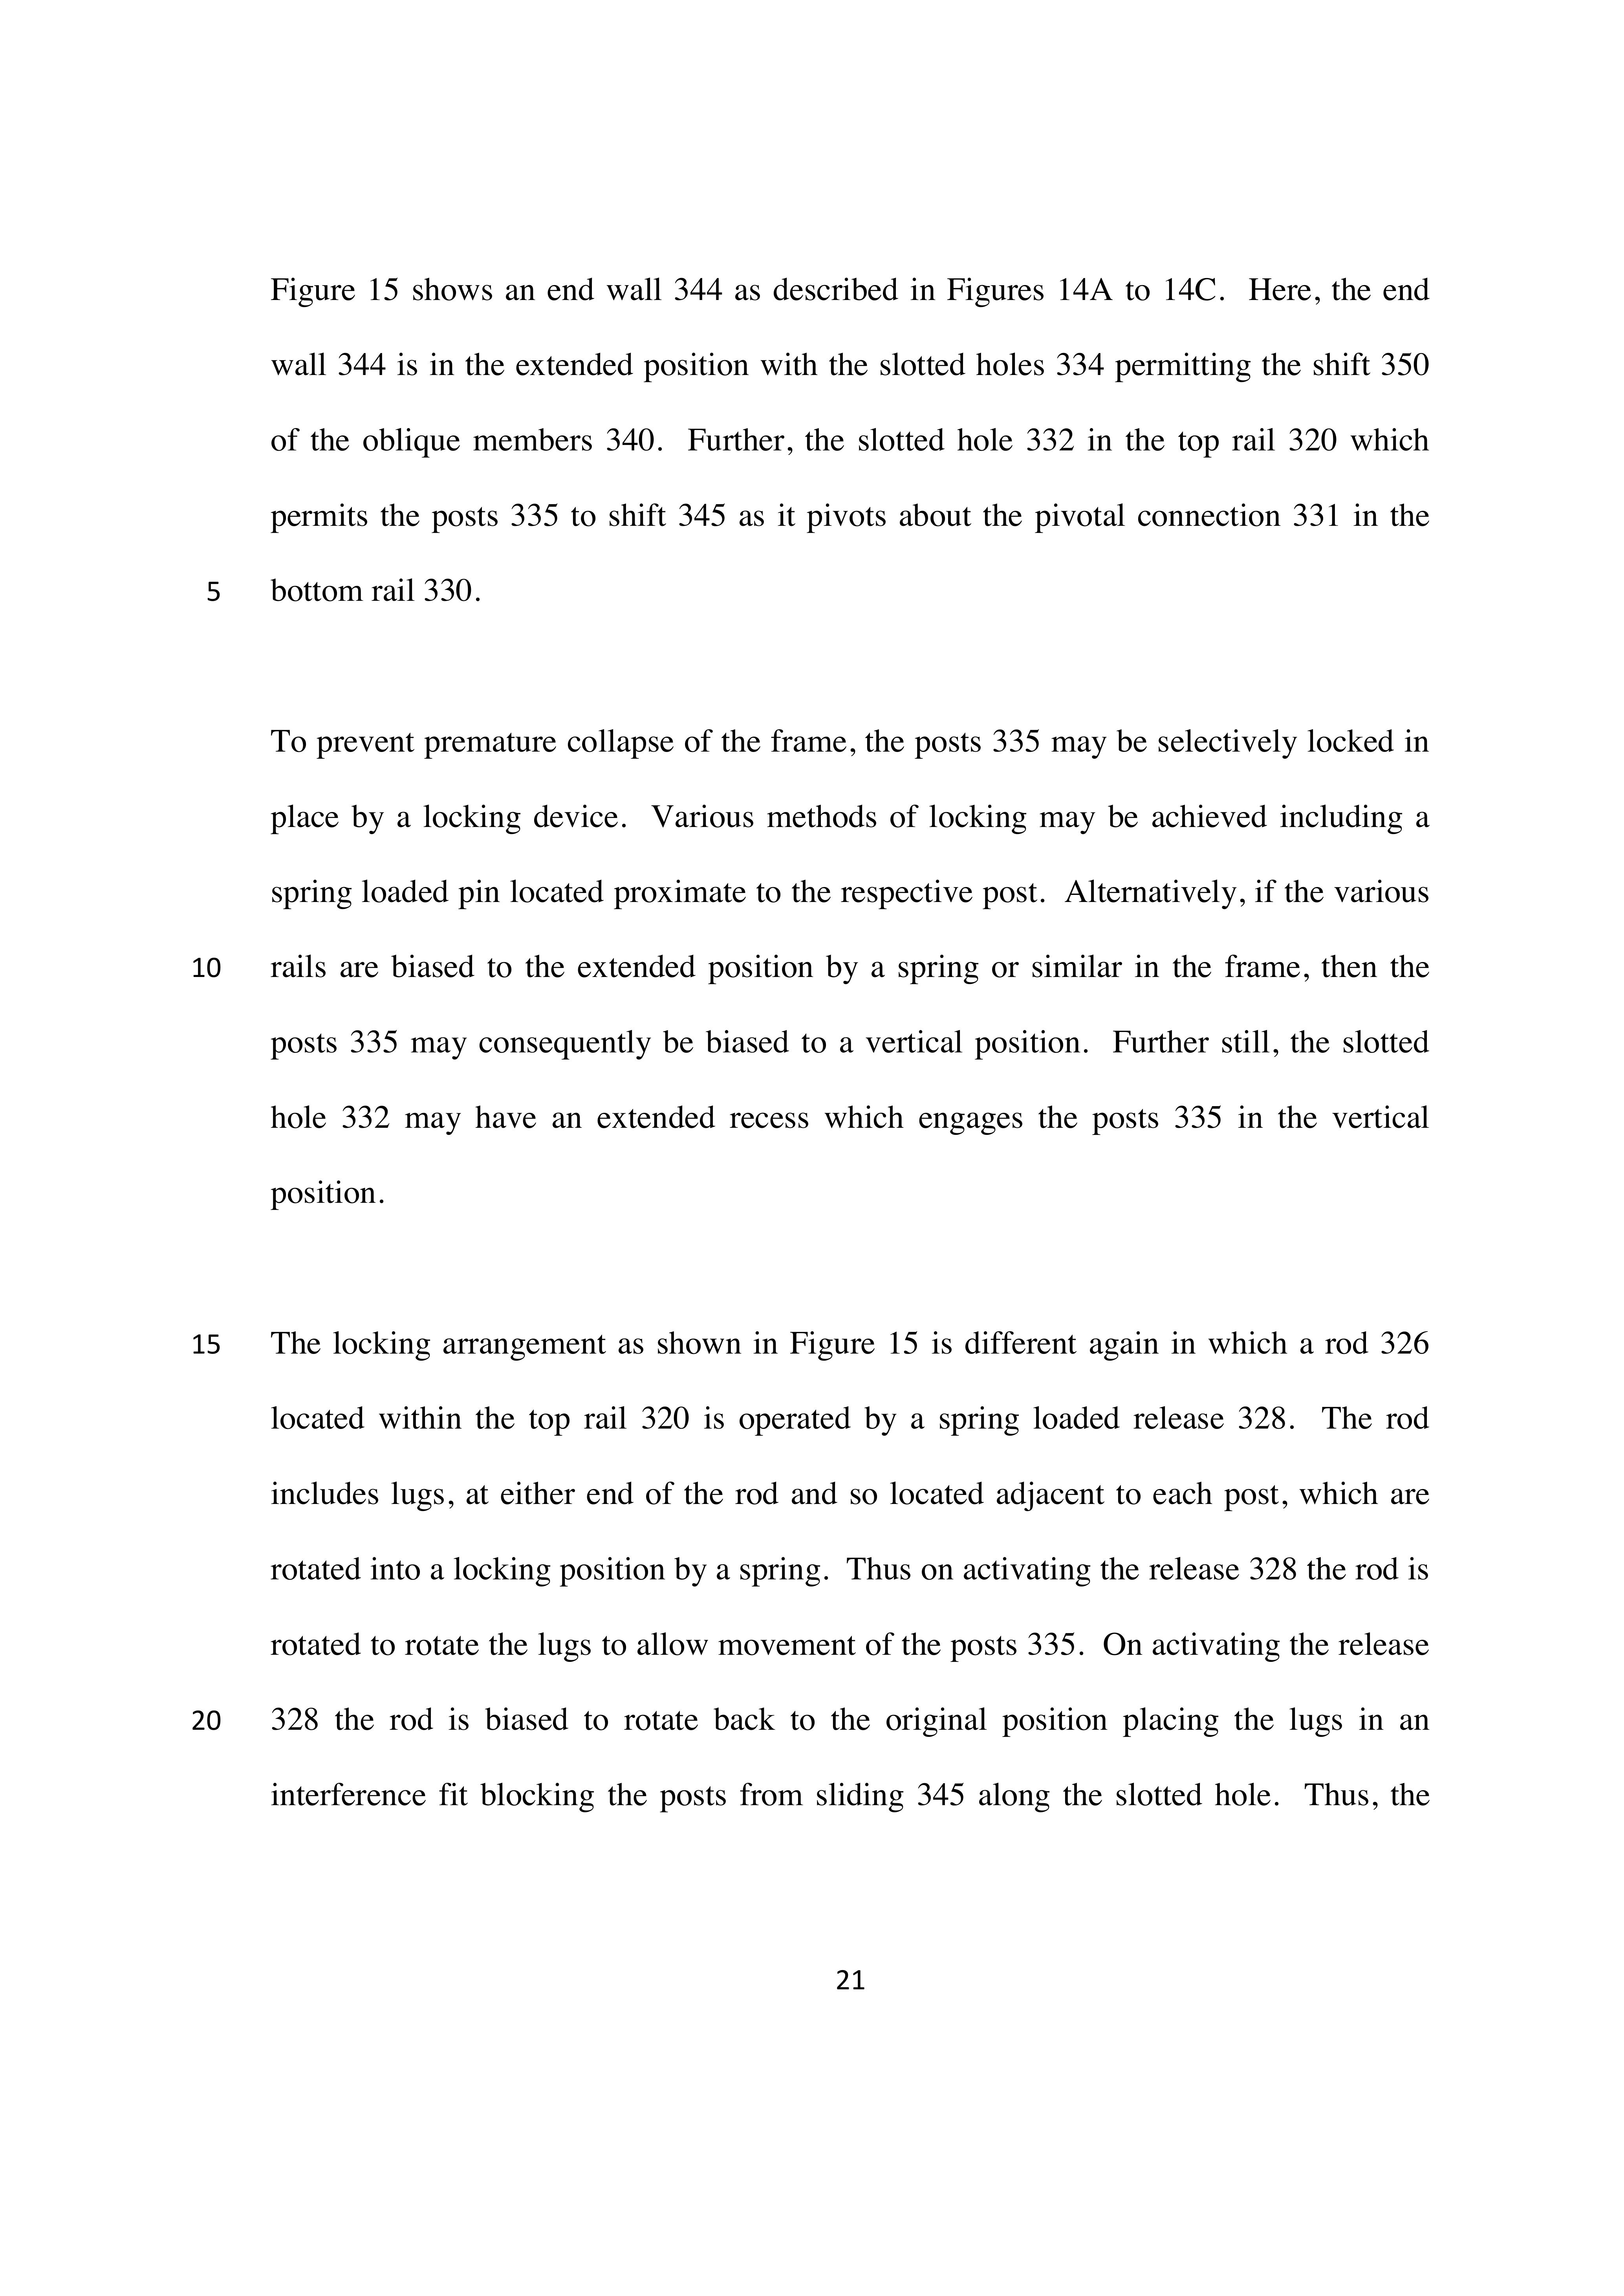 Figure 15 shows an end wall 344 as described in Figures 14A to 14C. Here, the end
wall 344 is in the extended position with the slotted holes 334 permitting the shift 350
of the oblique members 340. Further, the slotted hole 332 in the top rail 320 which
permits the posts 335 to shift 345 as it pivots about the pivotal connection 331 in the
5 bottom rail 330.
To prevent premature collapse of the frame, the posts 335 may be selectively locked in
place by a locking device. Various methods of locking may be achieved including a
spring loaded pin located proximate to the respective post. Alternatively, if the various
10 rails are biased to the extended position by a spring or similar in the frame, then the
posts 335 may consequently be biased to a vertical position. Further still, the slotted
hole 332 may have an extended recess which engages the posts 335 in the vertical
position.
15 The locking arrangement as shown in Figure 15 is different again in which a rod 326
located within the top rail 320 is operated by a spring loaded release 328. The rod
includes lugs, at either end of the rod and so located adjacent to each post, which are
rotated into a locking position by a spring. Thus on activating the release 328 the rod is
rotated to rotate the lugs to allow movement of the posts 335. On activating the release
20 328 the rod is biased to rotate back to the original position placing the lugs in an
interference fit blocking the posts from sliding 345 along the slotted hole. Thus, the
21